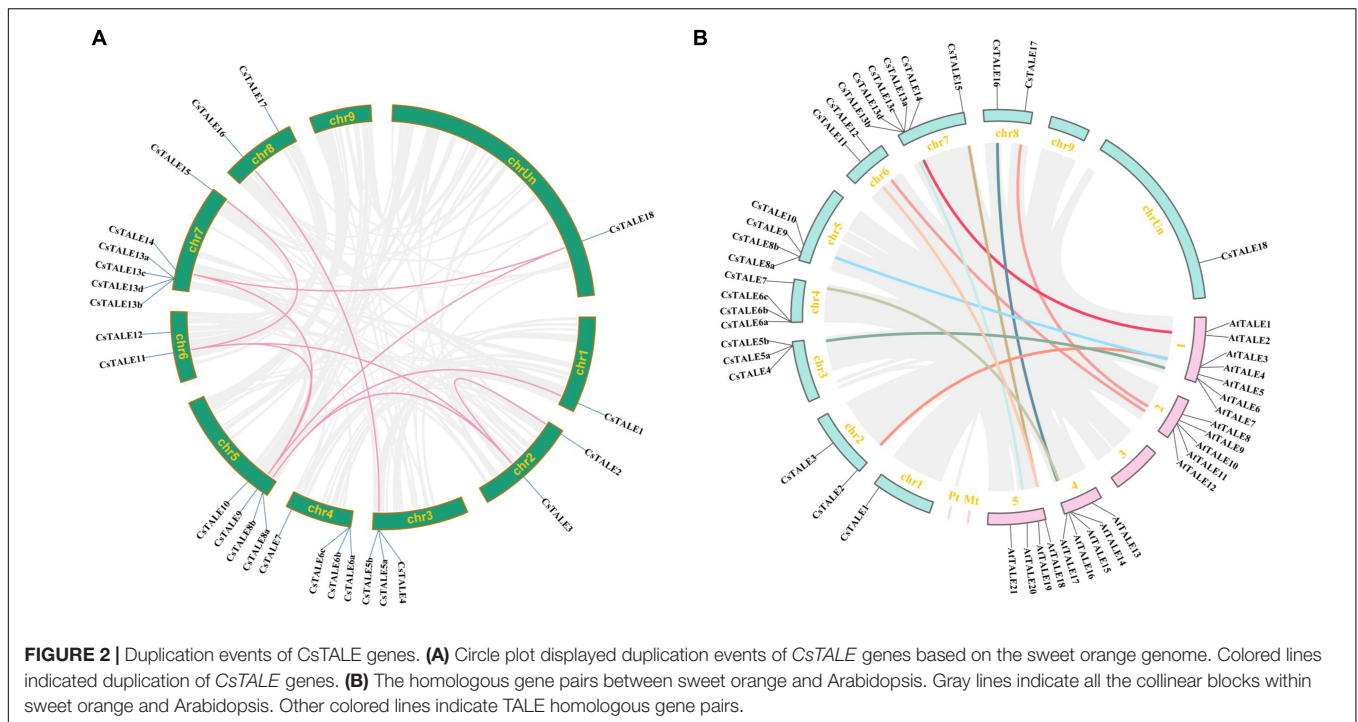 A
CsTALE17
CsTALE16
CsTALE15
CsTALE14
CsTALE13a
CsTALE13c
CsTALE13d
CsTALE13b
CsTALE12
CsTALE11
CsTALE10
CsTALE9
CsTALE8b
CsTALE8a
CsTALE7
CsTALE6c
CsTALE6b
CsTALE6a
CsTALE5b
CsTALE5a
CsTALE4
CsTALE3
CsTALE2
CsTALE1
CsTALE18
chr9
chrUn
chr8
chr7
chr6
chr5
chr4
chr3
chr2
chr1
B
CsTALE11
CsTALE12
CsTALE13b
CsTALE13d
CsTALE13c
CsTALE13a
CsTALE14
CsTALE15
CsTALE16
CsTALE17
CsTALE18
CsTALE10
CsTALE9
CsTALE8b
CsTALE8a
CsTALE7
CsTALE6c
CsTALE6b
CsTALE6a
CsTALE5b
CsTALE5a
CsTALE4
CsTALE3
CsTALE2
CsTALE1
AtTALE1
AtTALE2
AtTALE3
AtTALE4
AtTALE5
AtTALE6
AtTALE7
AtTALE8
AtTALE9
AtTALE10
AtTALE11
AtTALE12
AtTALE13
AtTALE14
AtTALE15
AtTALE16
AtTALE17
AtTALE18
AtTALE19
AtTALE20
AtTALE21
chr6
chr7
chr8
chr9
chrUn
chr5
chr4
chr3
chr2
chr1
Pt
Mt
5
4
3
2
1
FIGURE 2 | Duplication events of CsTALE genes. (A) Circle plot displayed duplication events of CsTALE genes based on the sweet orange genome. Colored lines
indicated duplication of CsTALE genes. (B) The homologous gene pairs between sweet orange and Arabidopsis. Gray lines indicate all the collinear blocks within
sweet orange and Arabidopsis. Other colored lines indicate TALE homologous gene pairs.